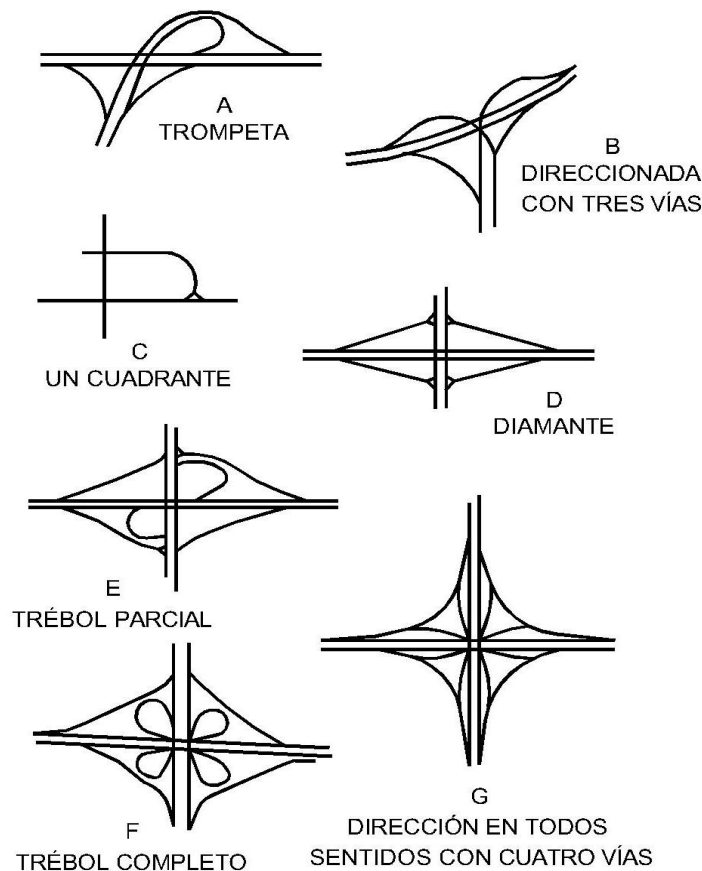 A
TROMPETA
B
DIRECCIONADA
CON TRES VÍAS
C
UN CUADRANTE
D
DIAMANTE
E
TRÉBOL PARCIAL
F
TRÉBOL COMPLETO
G
DIRECCIÓN EN TODOS
SENTIDOS CON CUATRO VÍAS